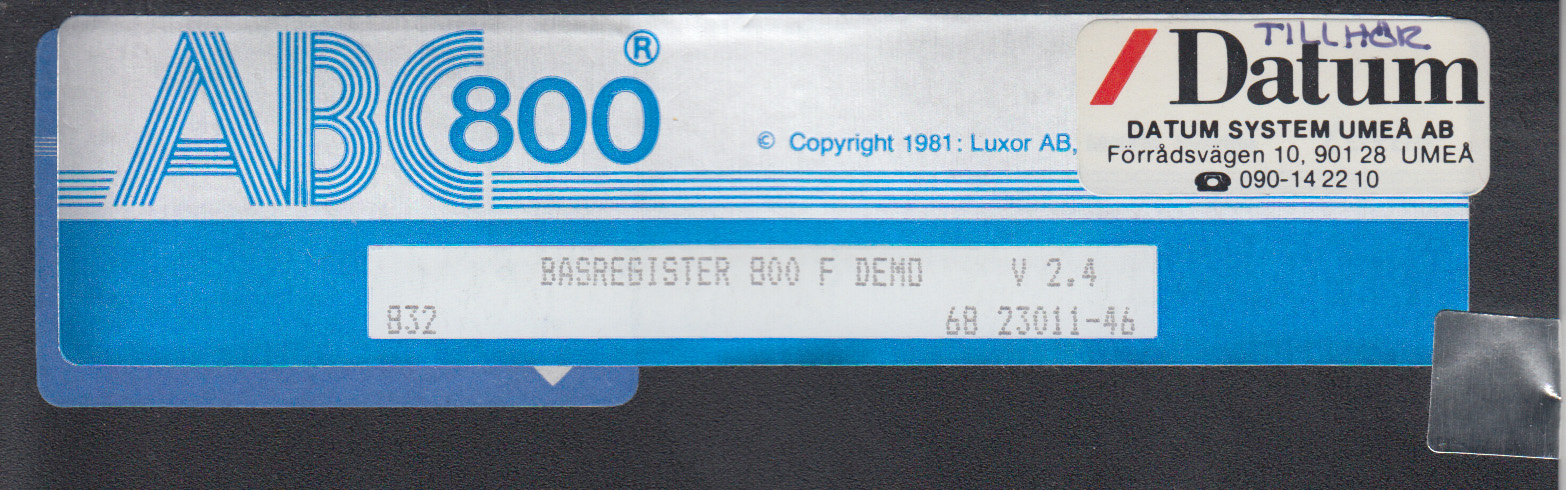 ABC800®
© Copyright 1981: Luxor AB,
TILLHÖR
Datum
DATUM SYSTEM UMEÅ AB
Förrådsvägen 10, 901 28 UMEÅ
☎ 090-14 22 10
BASREGISTER 800 F DEMO V 2.4
832 68 23011-46